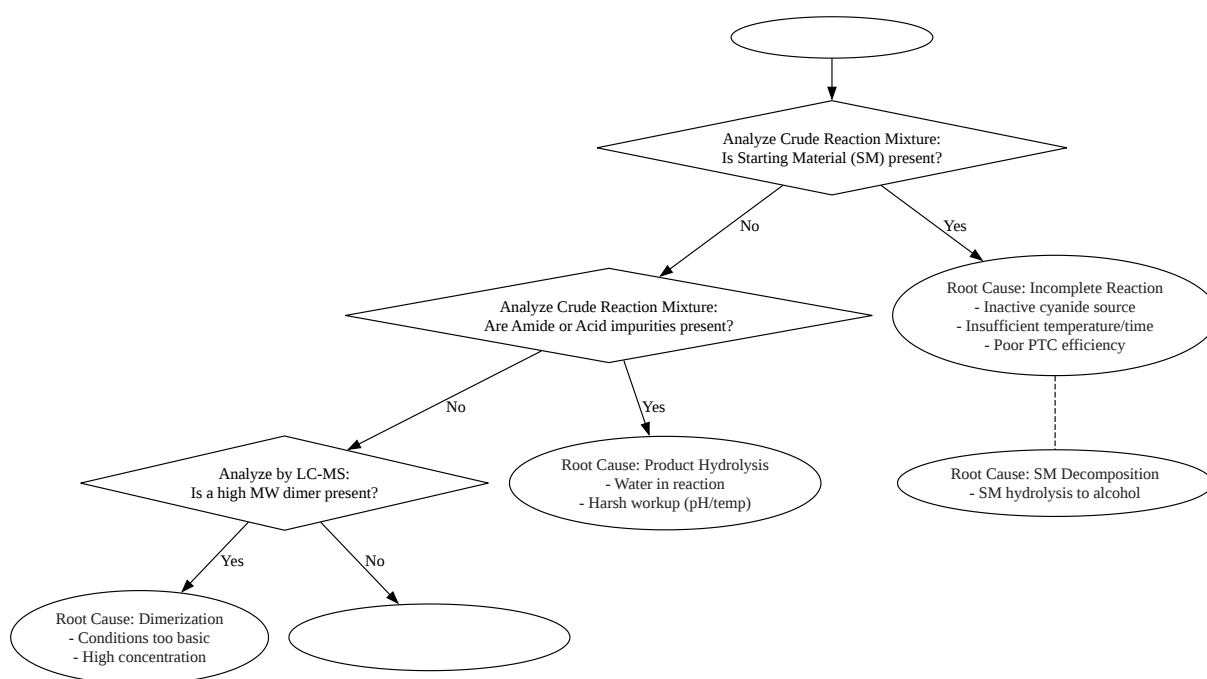 Analyze Crude Reaction Mixture:
Is Starting Material (SM) present?
No
Yes
Analyze Crude Reaction Mixture:
Are Amide or Acid impurities present?
Root Cause: Incomplete Reaction
- Inactive cyanide source
- Insufficient temperature/time
- Poor PTC efficiency
No
Yes
Analyze by LC-MS:
Is a high MW dimer present?
Root Cause: Product Hydrolysis
- Water in reaction
- Harsh workup (pH/temp)
Root Cause: SM Decomposition
- SM hydrolysis to alcohol
Yes
No
Root Cause: Dimerization
- Conditions too basic
- High concentration